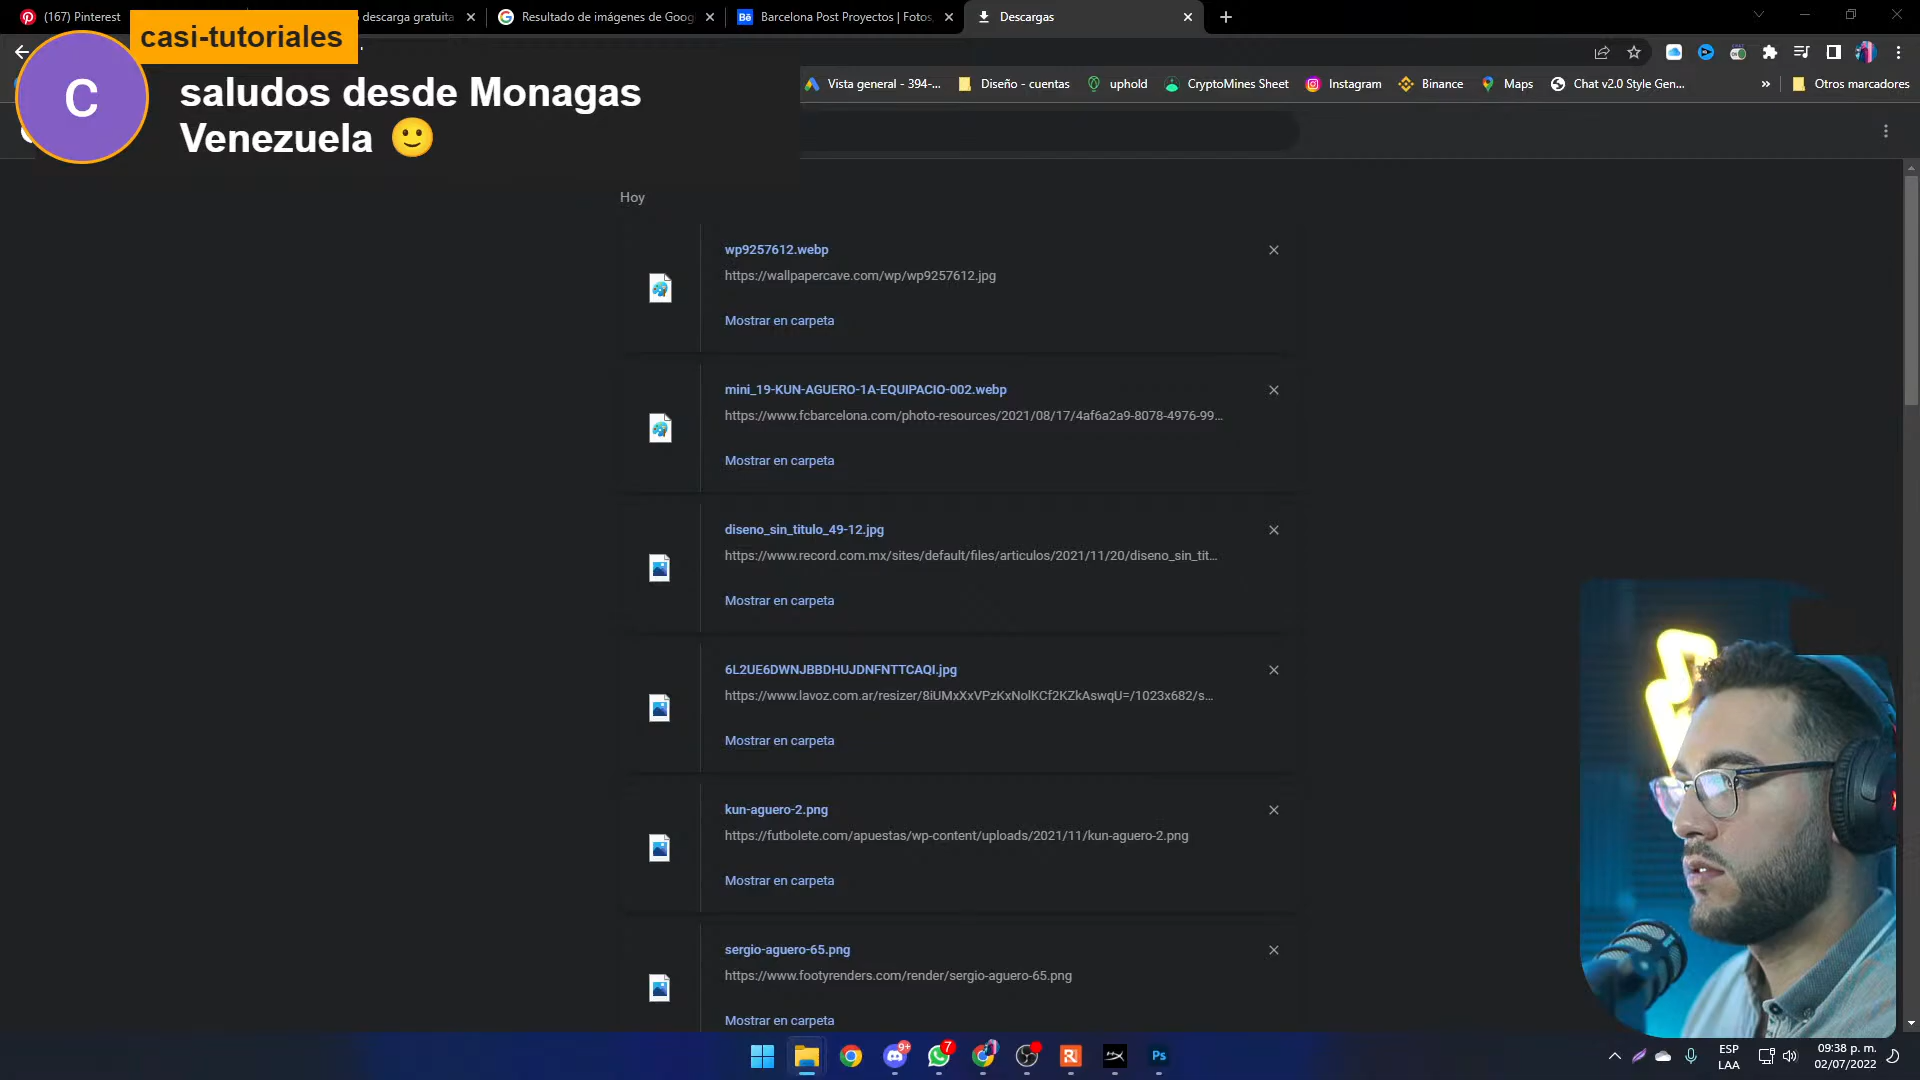 (167) Pinterest
o descarga gratuita
Resultado de imágenes de Goog
Barcelona Post Proyectos | Fotos,
Descargas
casi-tutoriales
C
saludos desde Monagas
Venezuela 🙂
Vista general - 394-...
Diseño - cuentas
uphold
CryptoMines Sheet
Instagram
Binance
Maps
Chat v2.0 Style Gen...
»
Otros marcadores
Hoy
wp9257612.webp
https://wallpapercave.com/wp/wp9257612.jpg
Mostrar en carpeta
mini_19-KUN-AGUERO-1A-EQUIPACIO-002.webp
https://www.fcbarcelona.com/photo-resources/2021/08/17/4af6a2a9-8078-4976-99...
Mostrar en carpeta
diseno_sin_titulo_49-12.jpg
https://www.record.com.mx/sites/default/files/articulos/2021/11/20/diseno_sin_tit...
Mostrar en carpeta
6L2UE6DWNJBBDHUJDNFNTTCAQI.jpg
https://www.lavoz.com.ar/resizer/8iUMxXxVPzKxNolKCf2KZkAswqU=/1023x682/s...
Mostrar en carpeta
kun-aguero-2.png
https://futbolete.com/apuestas/wp-content/uploads/2021/11/kun-aguero-2.png
Mostrar en carpeta
sergio-aguero-65.png
https://www.footyrenders.com/render/sergio-aguero-65.png
Mostrar en carpeta
9+
7
Ps
ESP
LAA
09:38 p. m.
02/07/2022